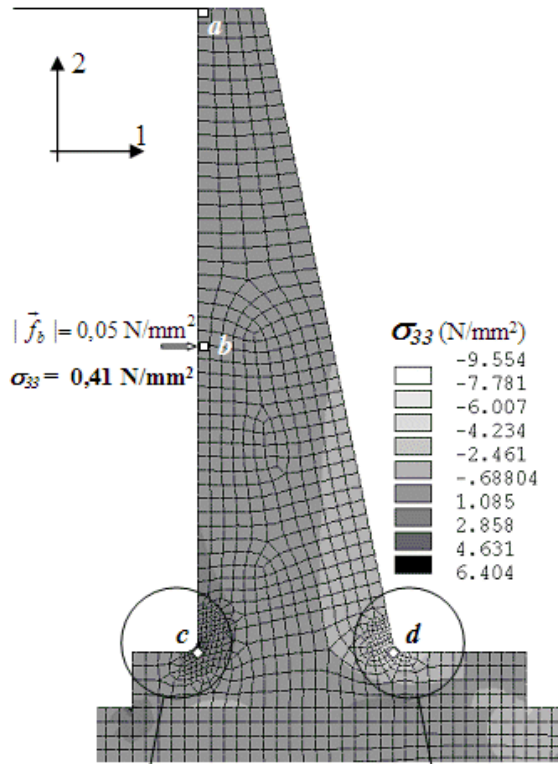 a
2
1
| f⃗b |= 0,05 N/mm²
b
σ33 = 0,41 N/mm²
σ33 (N/mm²)
-9.554
-7.781
-6.007
-4.234
-2.461
-.68804
1.085
2.858
4.631
6.404
c
d